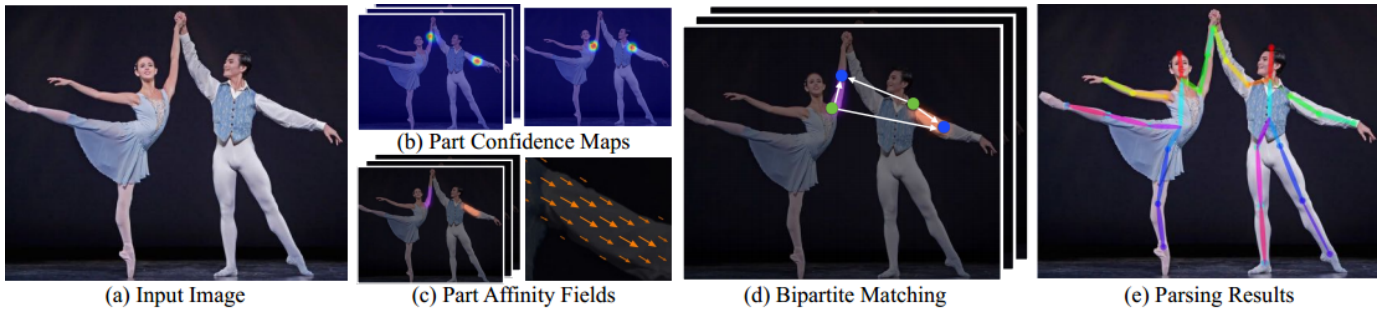 (a) Input Image
(b) Part Confidence Maps
(c) Part Affinity Fields
(d) Bipartite Matching
(e) Parsing Results